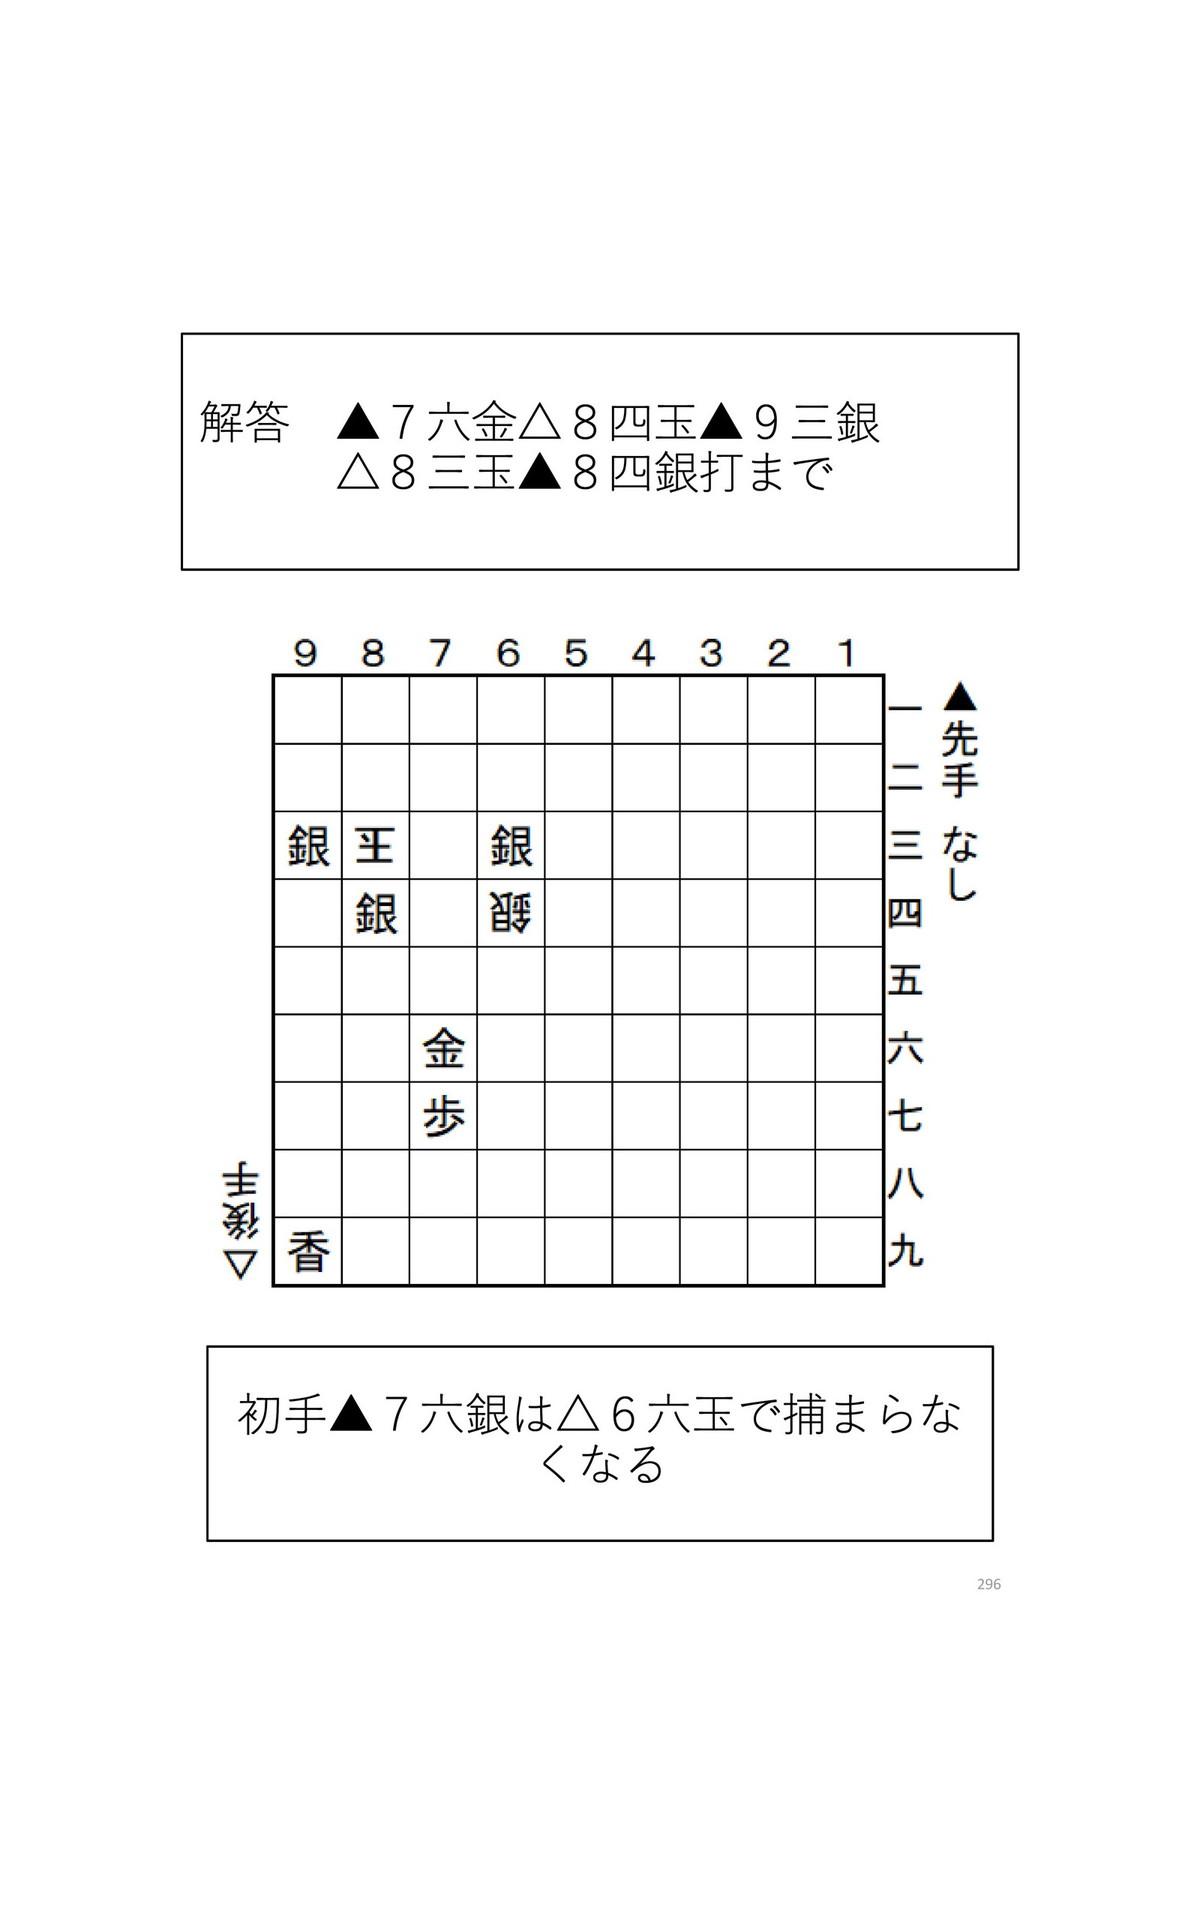 解答　▲７六金△８四玉▲９三銀
△８三玉▲８四銀打まで
９ ８ ７ ６ ５ ４ ３ ２ １
銀 王 銀 三
銀 銀 四
五
金 六
歩 七
八
香 九
一
二
▲先手 なし
△後手
初手▲７六銀は△６六玉で捕まらな
くなる
296